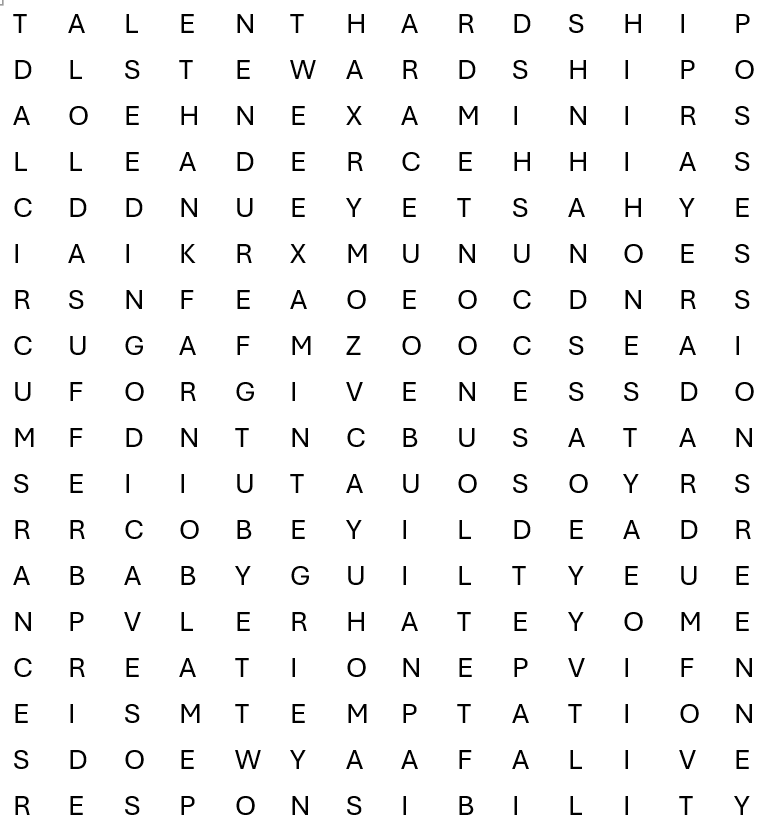 T A L E N T H A R D S H I P
D L S T E W A R D S H I P O
A O E H N E X A M I N I R S
L L E A D E R C E H H I A S
C D D N U E Y E T S A H Y E
I A I K R X M U N U N O E S
R S N F E A O E O C D N R S
C U G A F M Z O O C S E A I
U F O R G I V E N E S S D O
M F D N T N C B U S A T A N
S E I I U T A U O S O Y R S
R R C O B E Y I L D E A D R
A B A B Y G U I L T Y E U E
N P V L E R H A T E Y O M E
C R E A T I O N E P V I F N
E I S M T E M P T A T I O N
S D O E W Y A A F A L I V E
R E S P O N S I B I L I T Y